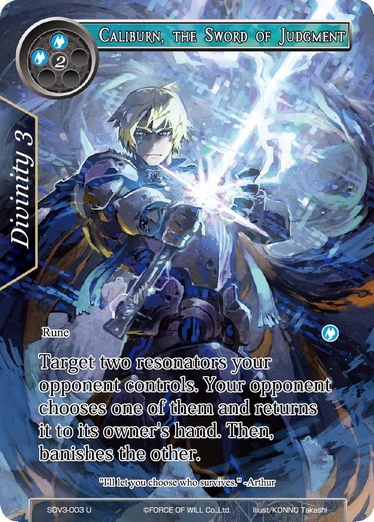 Caliburn, the Sword of Judgment
2
Divinity 3
Rune
Target two resonators your
opponent controls. Your opponent
chooses one of them and returns
it to its owner's hand. Then,
banishes the other.
"I'll let you choose who survives." -Arthur
SDV3-003 U ©FORCE OF WILL Co.,Ltd. Illust/KONNO Takashi